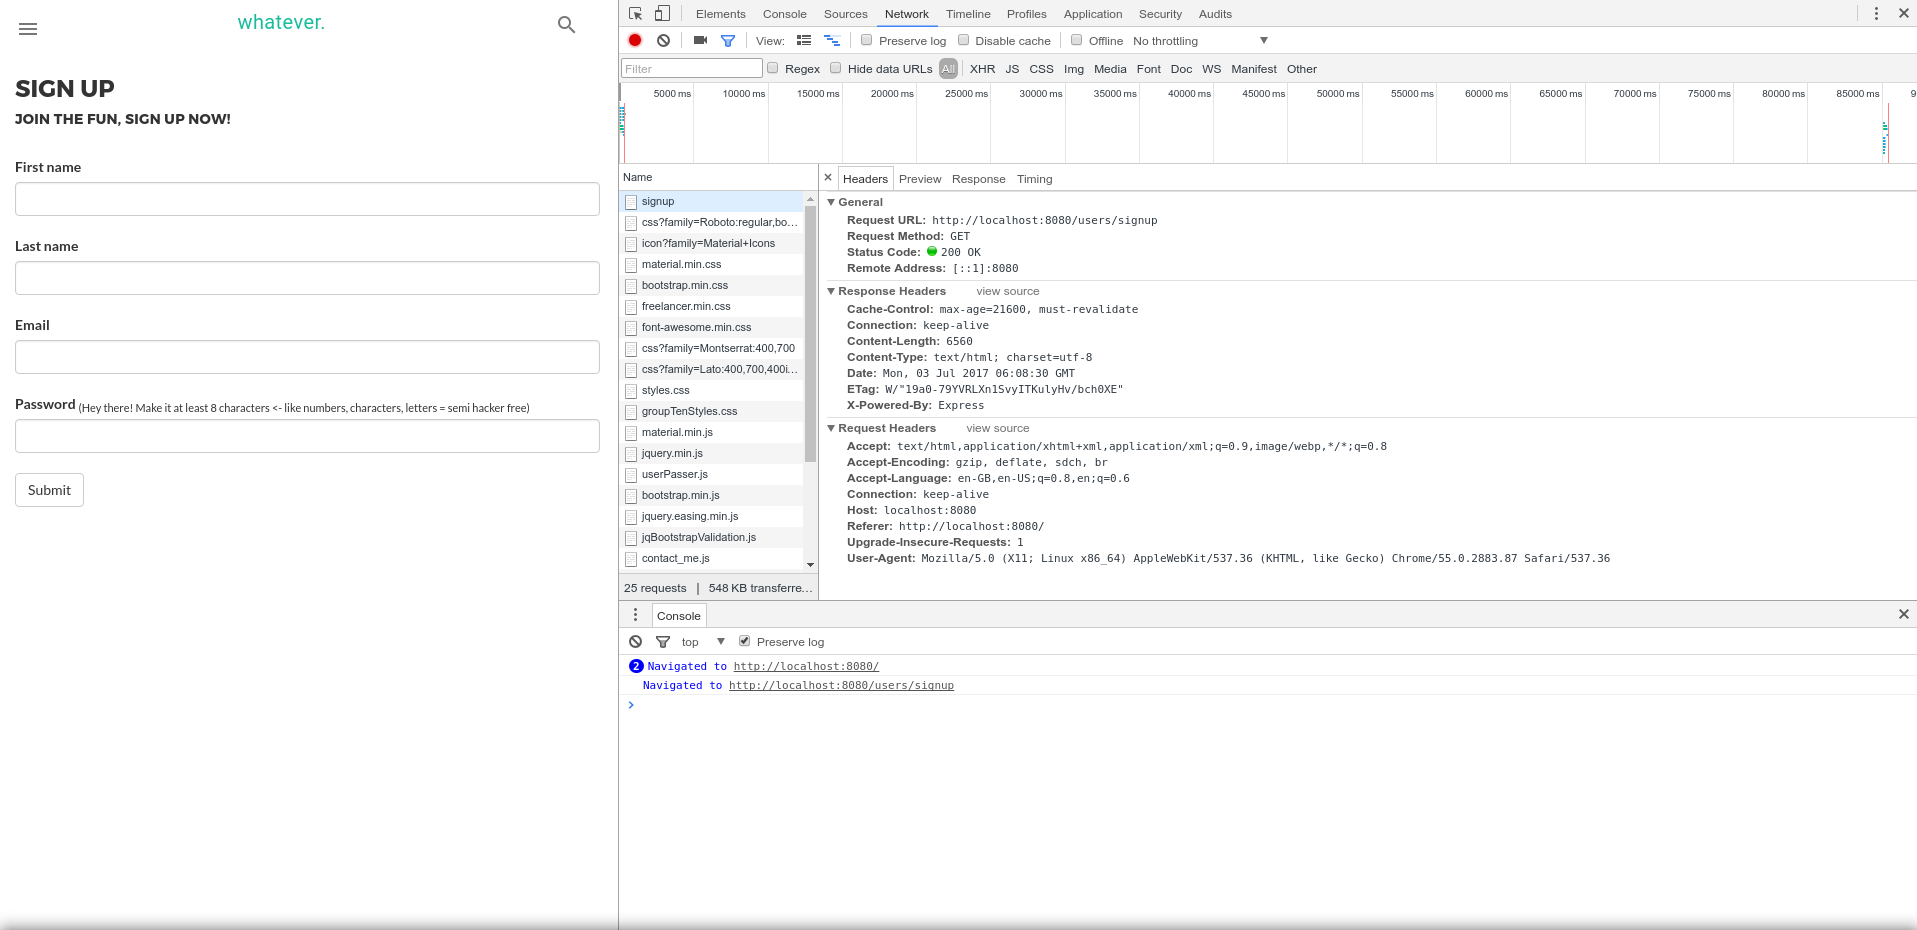 whatever.
SIGN UP
JOIN THE FUN, SIGN UP NOW!
First name
Last name
Email
Password (Hey there! Make it at least 8 characters <- like numbers, characters, letters = semi hacker free)
Submit
Elements Console Sources Network Timeline Profiles Application Security Audits
View: Preserve log Disable cache Offline No throttling
Filter Regex Hide data URLs All XHR JS CSS Img Media Font Doc WS Manifest Other
5000 ms 10000 ms 15000 ms 20000 ms 25000 ms 30000 ms 35000 ms 40000 ms 45000 ms 50000 ms 55000 ms 60000 ms 65000 ms 70000 ms 75000 ms 80000 ms 85000 ms 9
Name
signup
css?family=Roboto:regular,bo...
icon?family=Material+Icons
material.min.css
bootstrap.min.css
freelancer.min.css
font-awesome.min.css
css?family=Montserrat:400,700
css?family=Lato:400,700,400i...
styles.css
groupTenStyles.css
material.min.js
jquery.min.js
userPasser.js
bootstrap.min.js
jquery.easing.min.js
jqBootstrapValidation.js
contact_me.js
25 requests | 548 KB transferre...
Headers Preview Response Timing
General
Request URL: http://localhost:8080/users/signup
Request Method: GET
Status Code: 200 OK
Remote Address: [::1]:8080
Response Headers view source
Cache-Control: max-age=21600, must-revalidate
Connection: keep-alive
Content-Length: 6560
Content-Type: text/html; charset=utf-8
Date: Mon, 03 Jul 2017 06:08:30 GMT
ETag: W/"19a0-79YVRLXn1SvyITKulyHv/bch0XE"
X-Powered-By: Express
Request Headers view source
Accept: text/html,application/xhtml+xml,application/xml;q=0.9,image/webp,*/*;q=0.8
Accept-Encoding: gzip, deflate, sdch, br
Accept-Language: en-GB,en-US;q=0.8,en;q=0.6
Connection: keep-alive
Host: localhost:8080
Referer: http://localhost:8080/
Upgrade-Insecure-Requests: 1
User-Agent: Mozilla/5.0 (X11; Linux x86_64) AppleWebKit/537.36 (KHTML, like Gecko) Chrome/55.0.2883.87 Safari/537.36
Console
top Preserve log
2 Navigated to http://localhost:8080/
Navigated to http://localhost:8080/users/signup